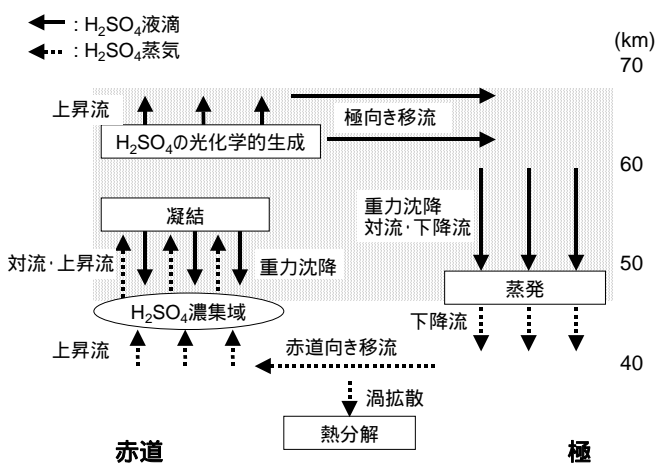 : H₂SO₄液滴
: H₂SO₄蒸気
(km)
70
上昇流
極向き移流
H₂SO₄の光化学的生成
60
凝結
重力沈降
対流・下降流
対流・上昇流
重力沈降
50
蒸発
H₂SO₄濃集域
下降流
上昇流
赤道向き移流
40
渦拡散
熱分解
赤道
極